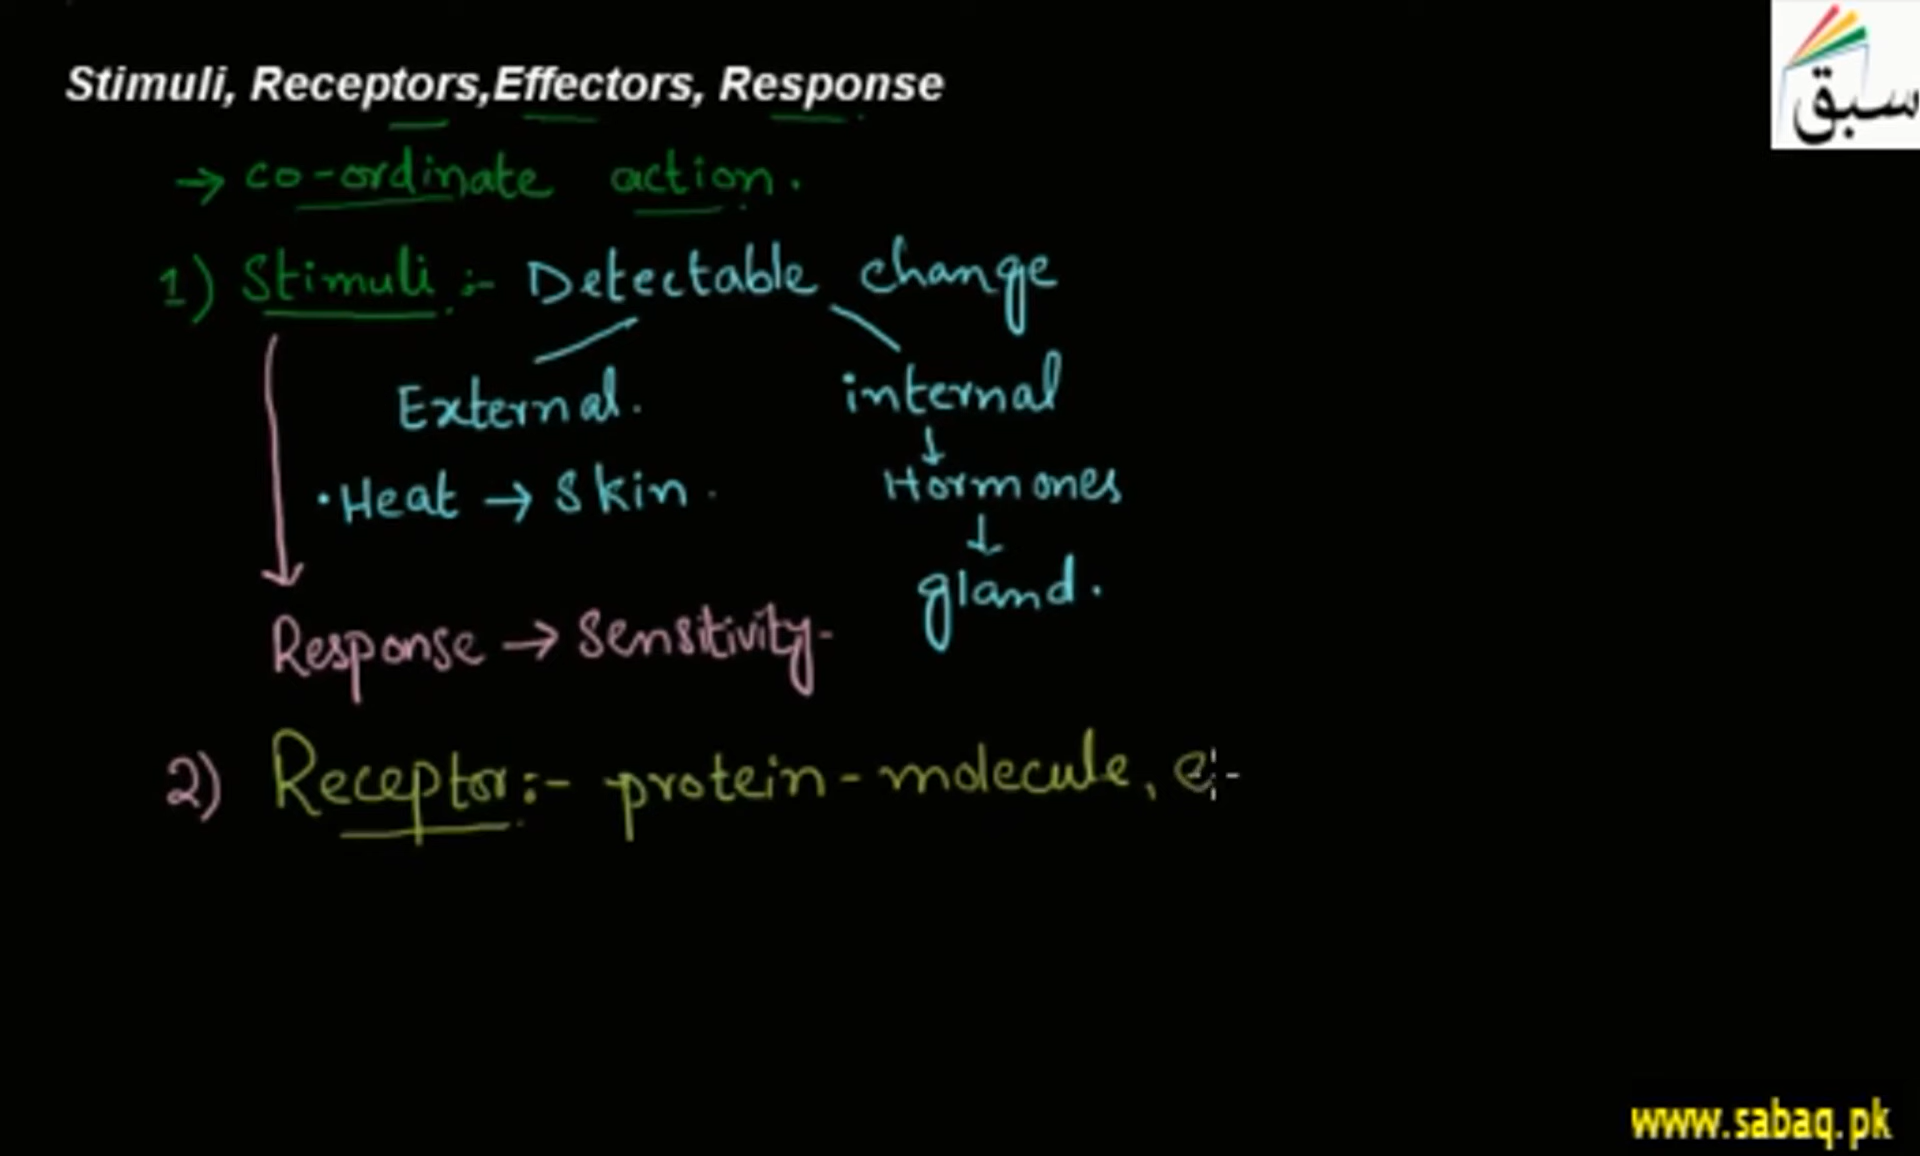 Stimuli, Receptors,Effectors, Response
سبق
→ co-ordinate action.
1) Stimuli :- Detectable change
External. internal
• Heat → Skin. Hormones
gland.
Response → Sensitivity.
2) Receptor:- protein-molecule,
www.sabaq.pk